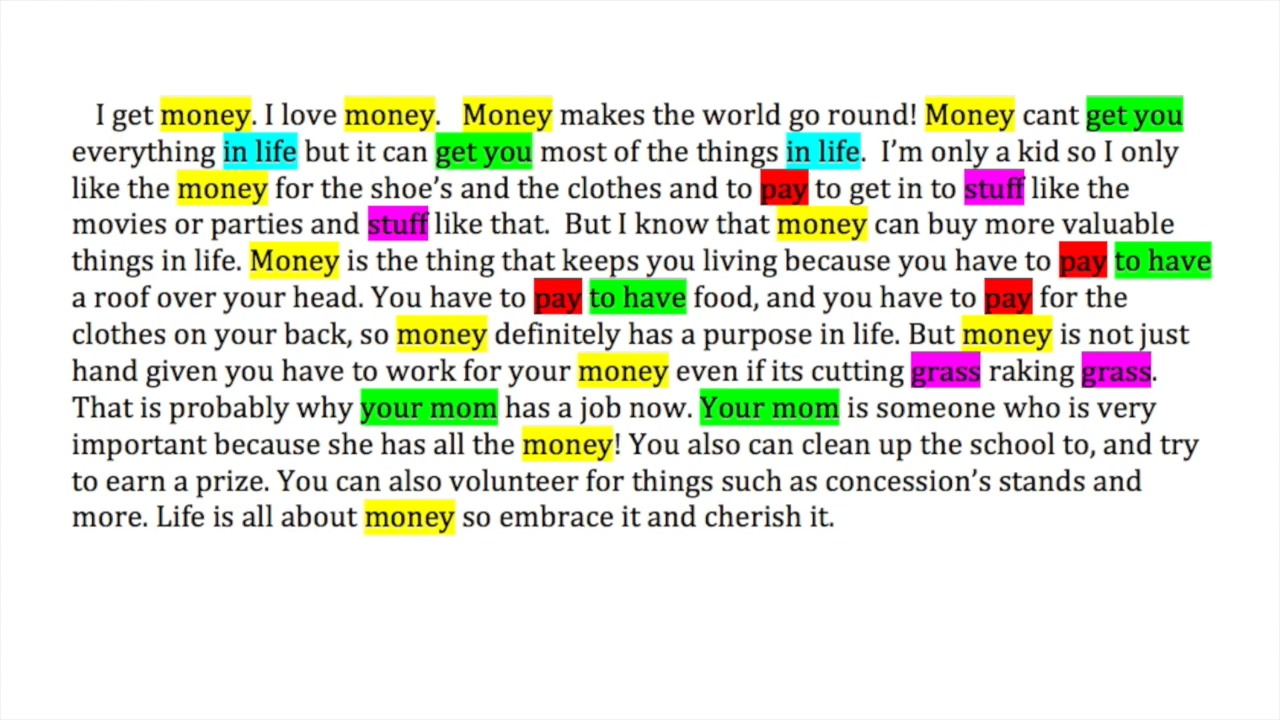 I get money. I love money. Money makes the world go round! Money cant get you
everything in life but it can get you most of the things in life. I'm only a kid so I only
like the money for the shoe's and the clothes and to pay to get in to stuff like the
movies or parties and stuff like that. But I know that money can buy more valuable
things in life. Money is the thing that keeps you living because you have to pay to have
a roof over your head. You have to pay to have food, and you have to pay for the
clothes on your back, so money definitely has a purpose in life. But money is not just
hand given you have to work for your money even if its cutting grass raking grass.
That is probably why your mom has a job now. Your mom is someone who is very
important because she has all the money! You also can clean up the school to, and try
to earn a prize. You can also volunteer for things such as concession's stands and
more. Life is all about money so embrace it and cherish it.